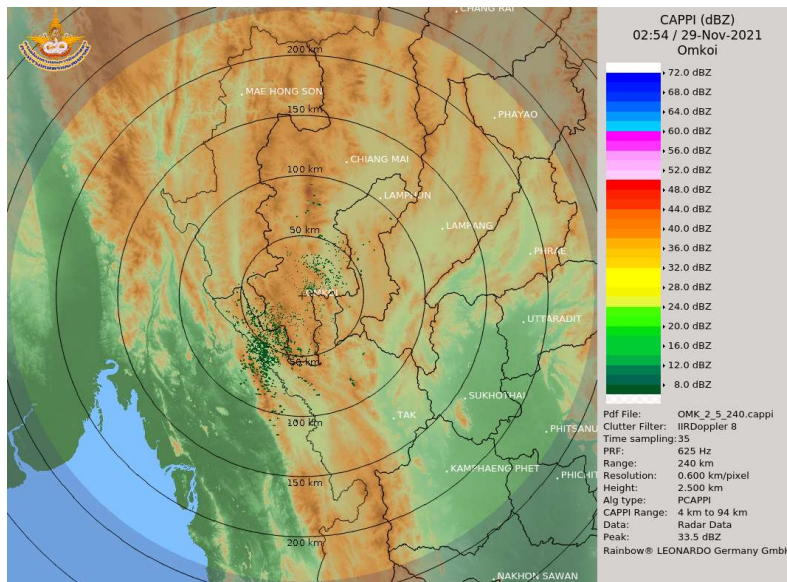 CHANG RAI
200 km
MAE HONG SON
150 km
PHAYAO
CHIANG MAI
100 km
LAMPHUN
LAMPANG
50 km
PHRAE
UTTARADIT
50 km
SUKHOTHAI
TAK
100 km
PHITSANU
KAMPHAENG PHET
PHICHIT
150 km
200 km
NAKHON SAWAN
CAPPI (dBZ)
02:54 / 29-Nov-2021
Omkoi
72.0 dBZ
68.0 dBZ
64.0 dBZ
60.0 dBZ
56.0 dBZ
52.0 dBZ
48.0 dBZ
44.0 dBZ
40.0 dBZ
36.0 dBZ
32.0 dBZ
28.0 dBZ
24.0 dBZ
20.0 dBZ
16.0 dBZ
12.0 dBZ
8.0 dBZ
Pdf File: OMK_2_5_240.cappi
Clutter Filter: IIRDoppler 8
Time sampling:35
PRF: 625 Hz
Range: 240 km
Resolution: 0.600 km/pixel
Height: 2.500 km
Alg type: PCAPPI
CAPPI Range: 4 km to 94 km
Data: Radar Data
Peak: 33.5 dBZ
Rainbow® LEONARDO Germany GmbH